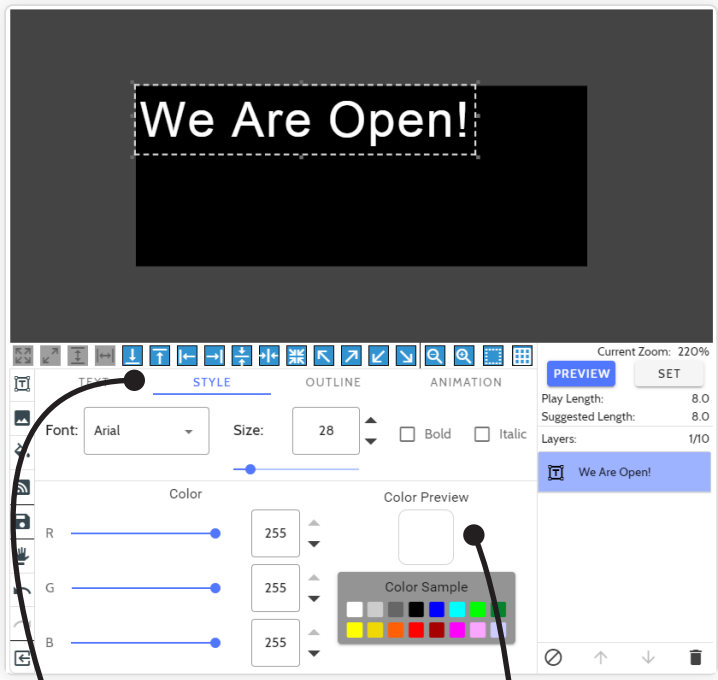 We Are Open!
Current Zoom: 220%
TEXT STYLE OUTLINE ANIMATION
PREVIEW SET
Play Length: 8.0
Suggested Length: 8.0
Font: Arial Size: 28 Bold Italic
Layers: 1/10
We Are Open!
Color
Color Preview
R 255
G 255
Color Sample
B 255